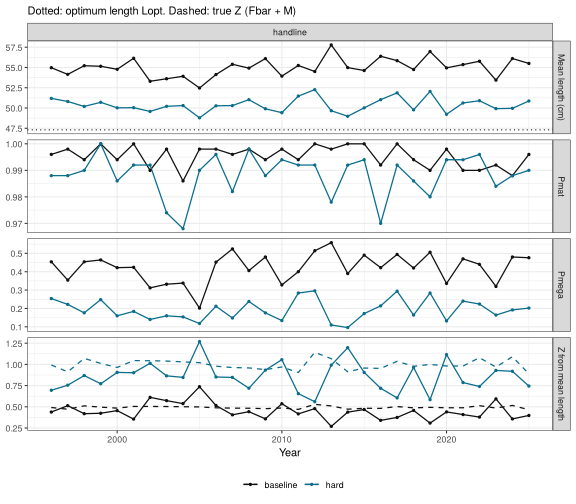 Dotted: optimum length Lopt. Dashed: true Z (Fbar + M)
handline
57.5
55.0
52.5
50.0
47.5
Mean length (cm)
1.00
0.99
0.98
0.97
Pmat
0.5
0.4
0.3
0.2
0.1
Pmega
1.25
1.00
0.75
0.50
0.25
Z from mean length
2000
2010
2020
Year
baseline
hard